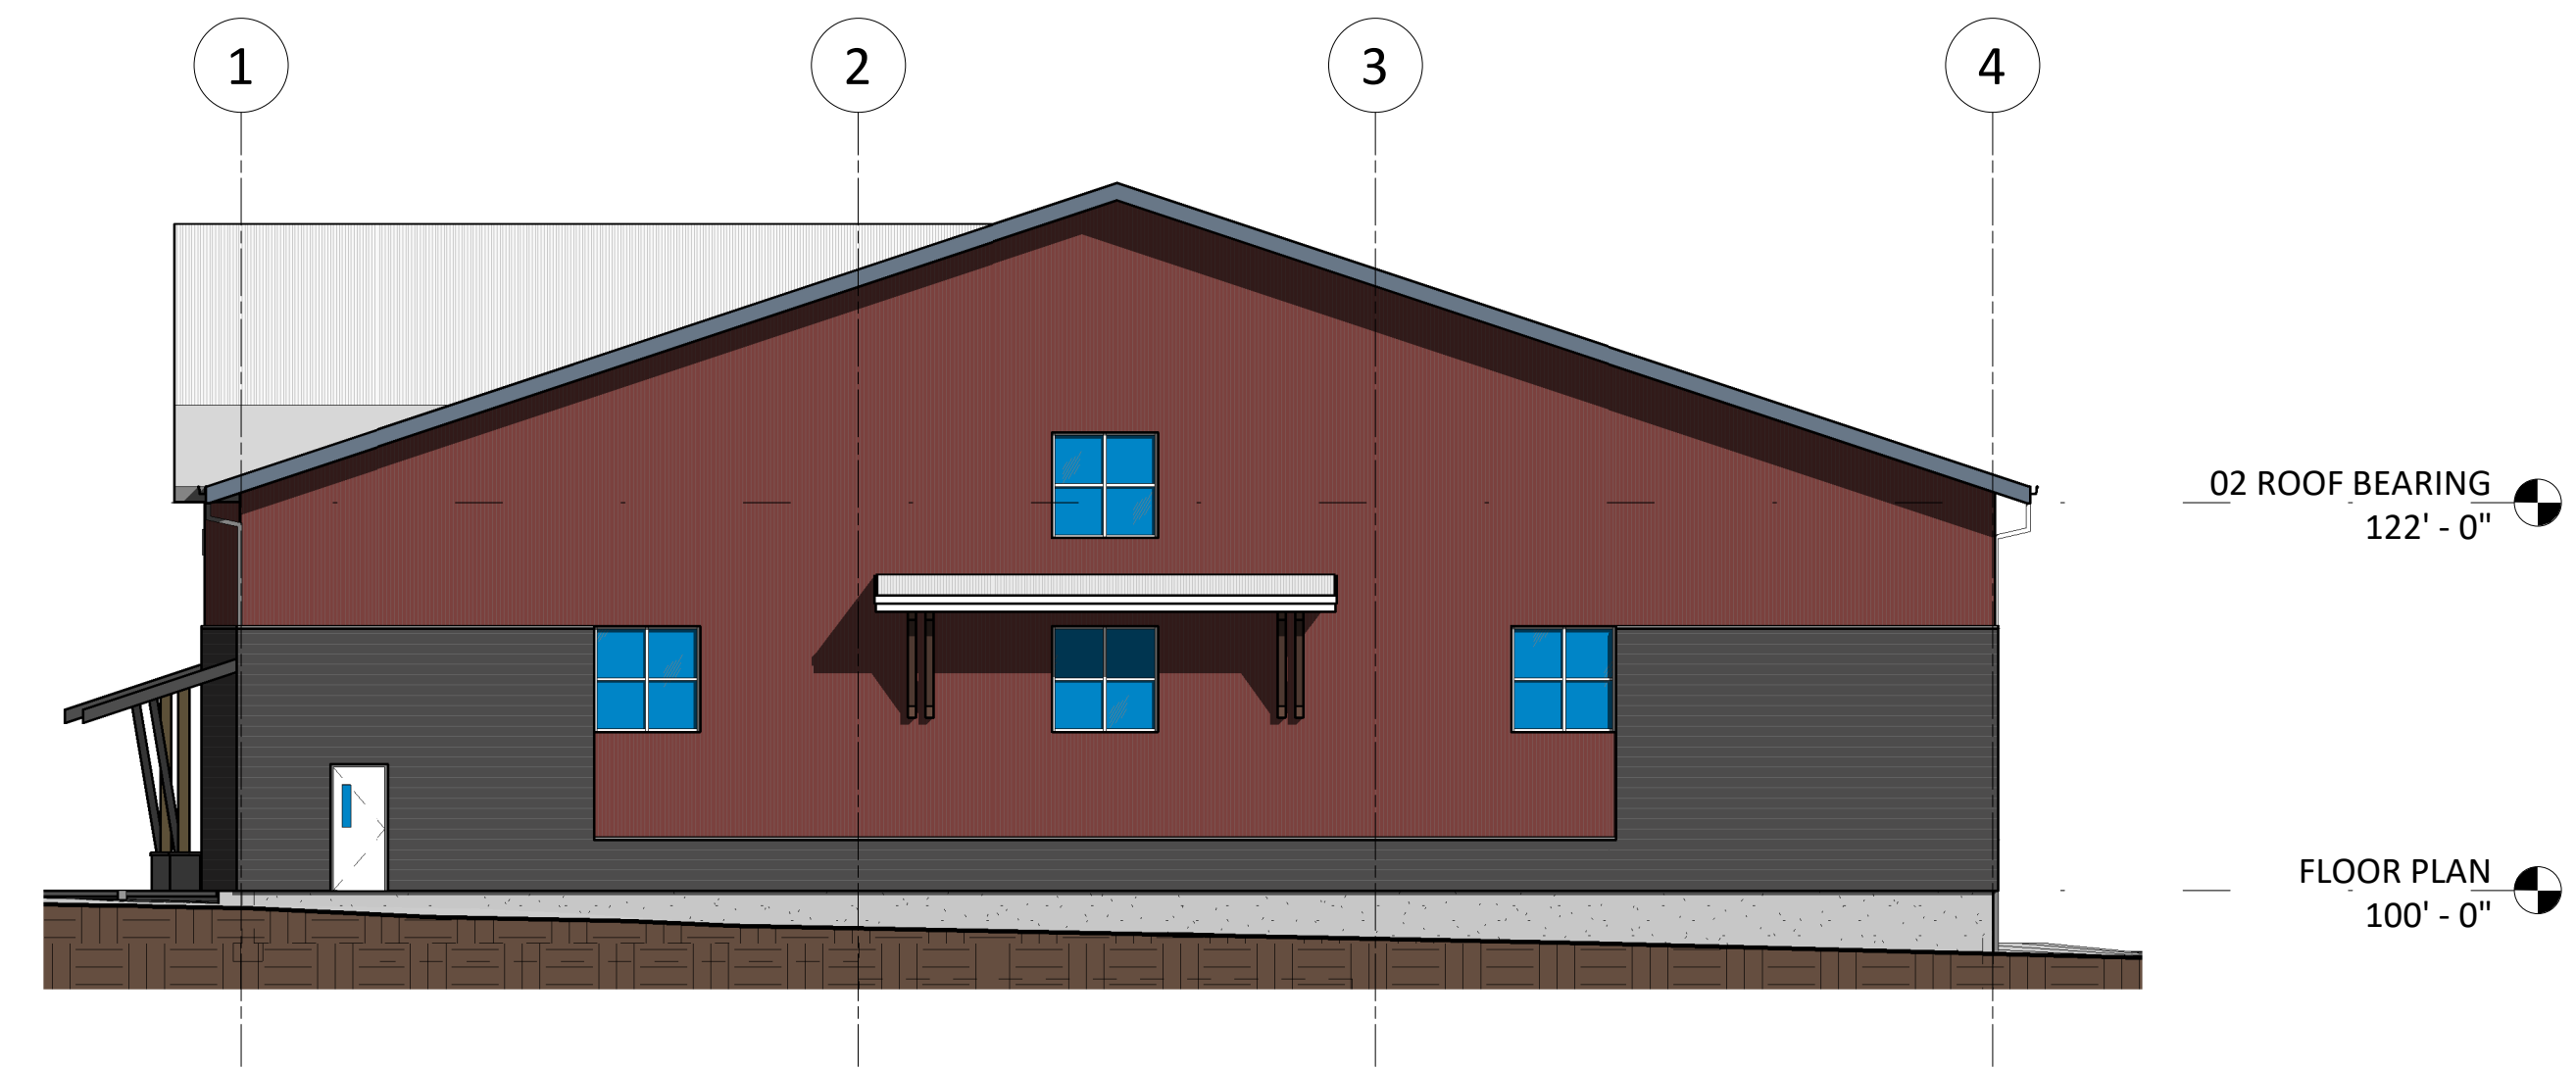 1 2 3 4
02 ROOF BEARING
122' - 0"
FLOOR PLAN
100' - 0"